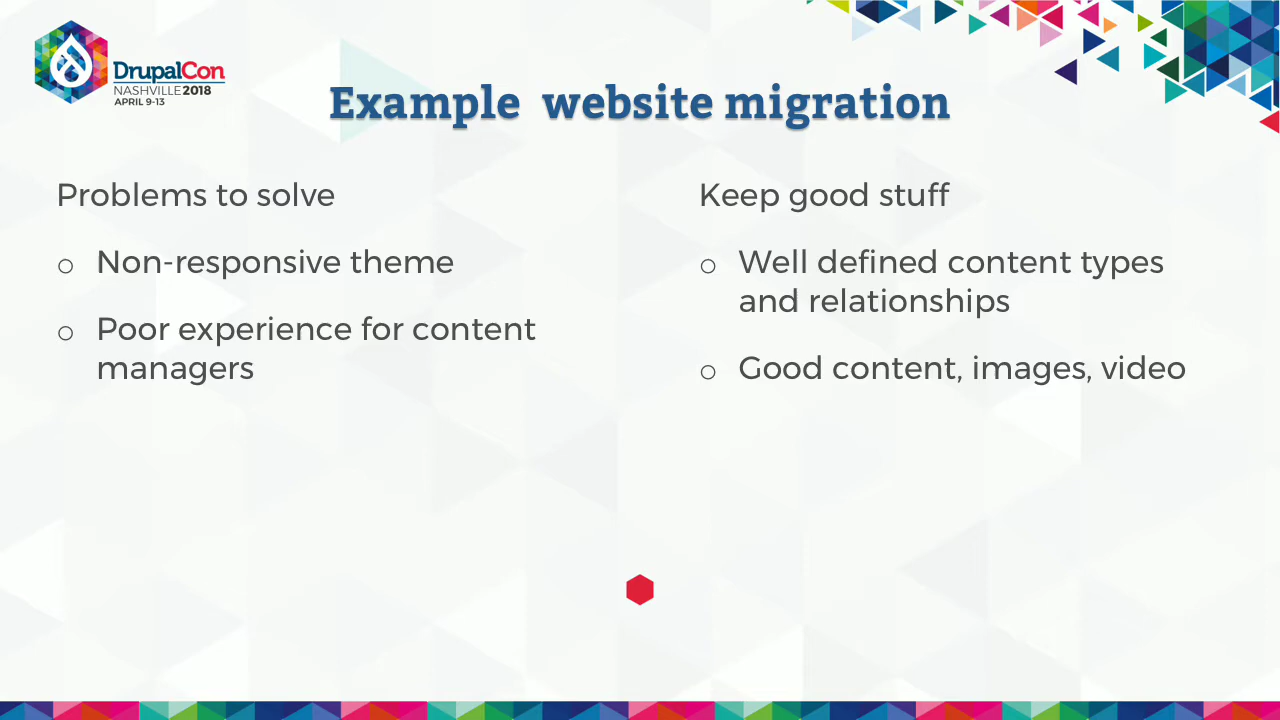 DrupalCon
NASHVILLE 2018
APRIL 9-13
Example website migration
Problems to solve
o Non-responsive theme
o Poor experience for content
managers
Keep good stuff
o Well defined content types
and relationships
o Good content, images, video